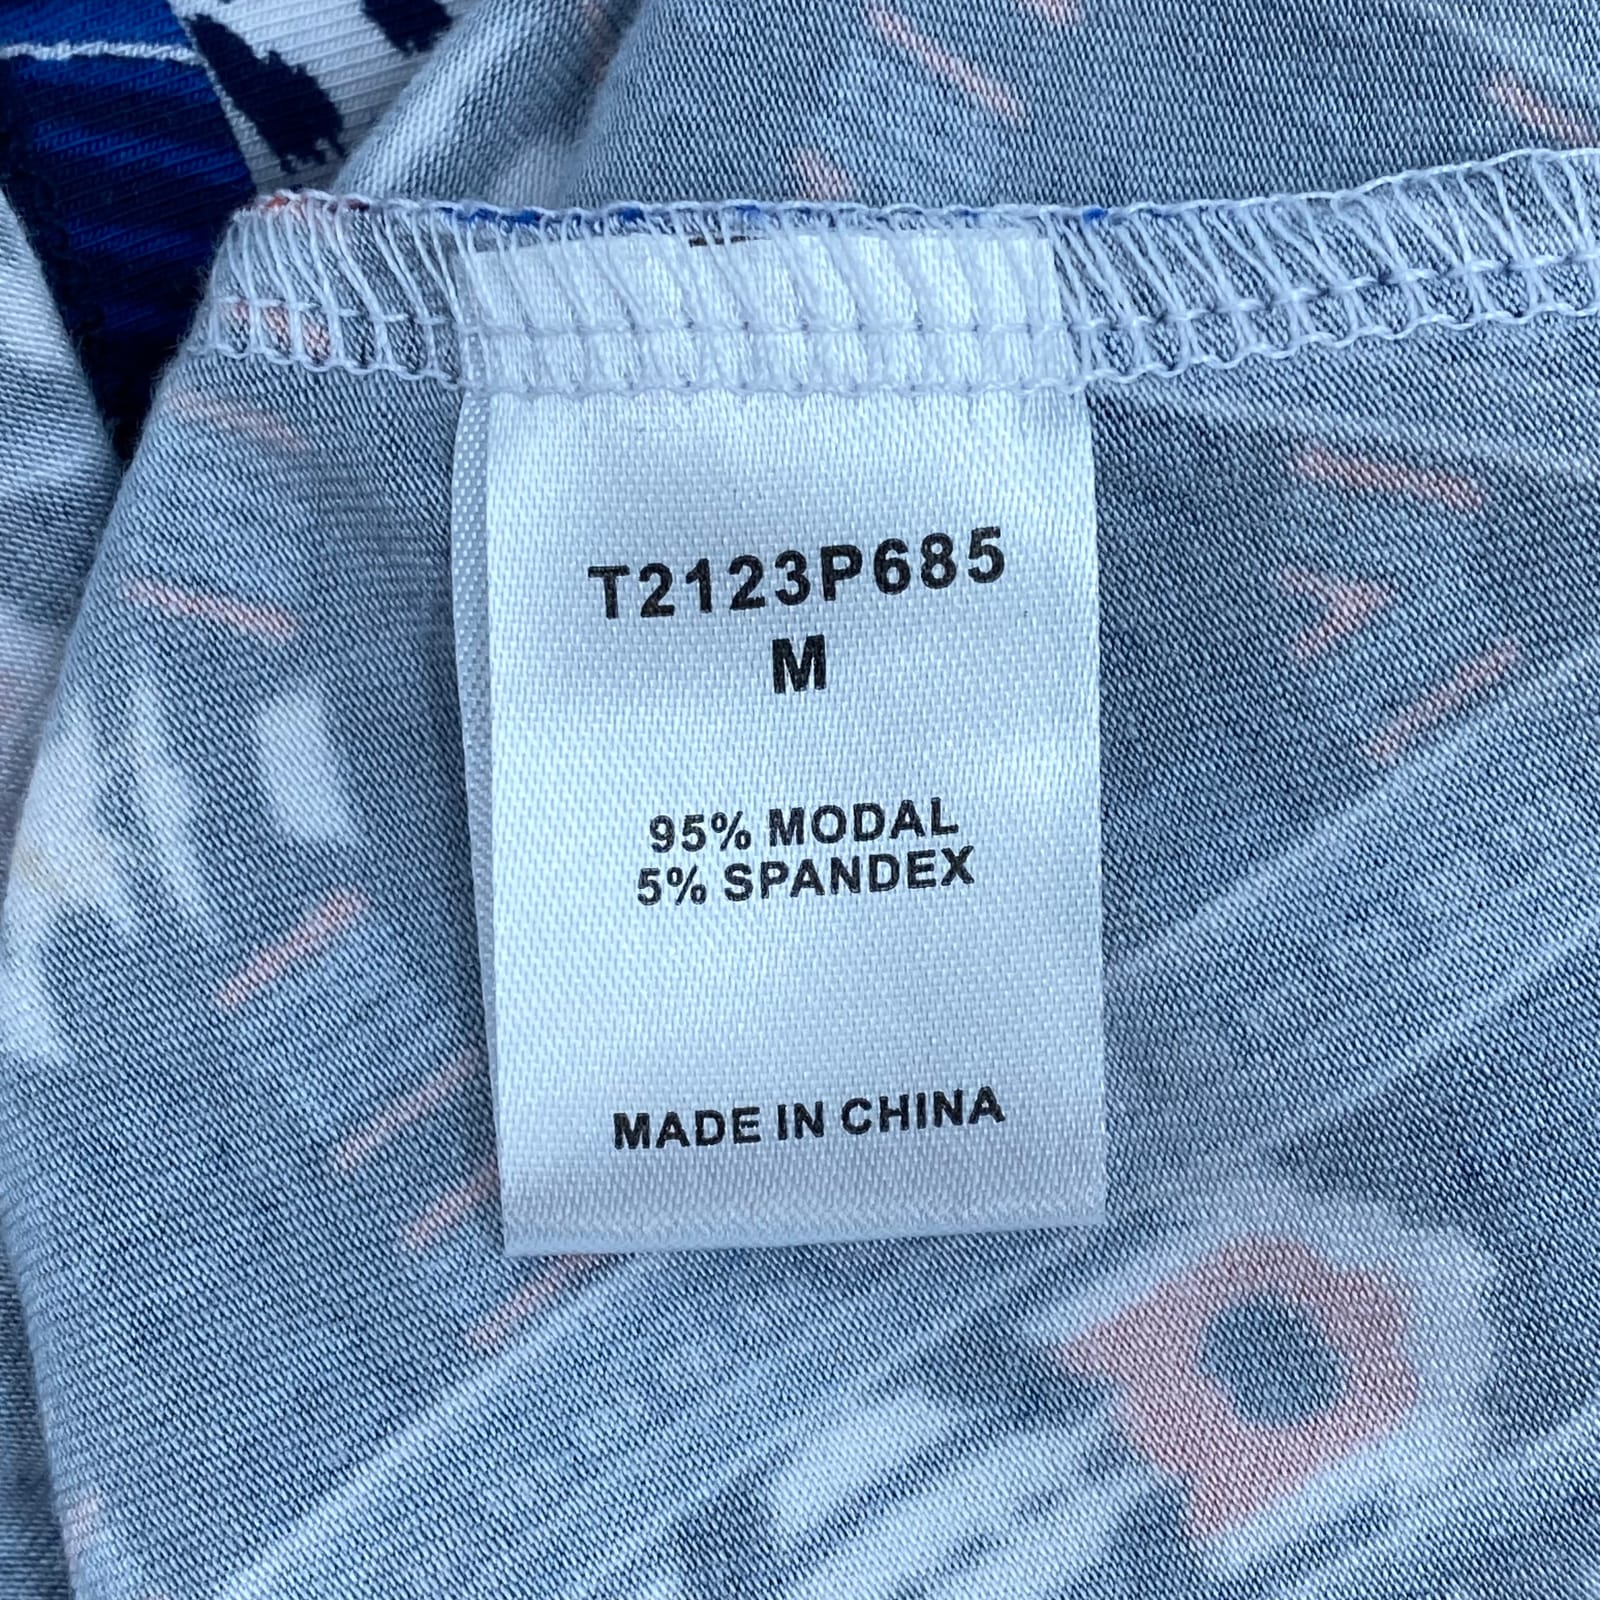 T2123P685
M
95% MODAL
5% SPANDEX
MADE IN CHINA